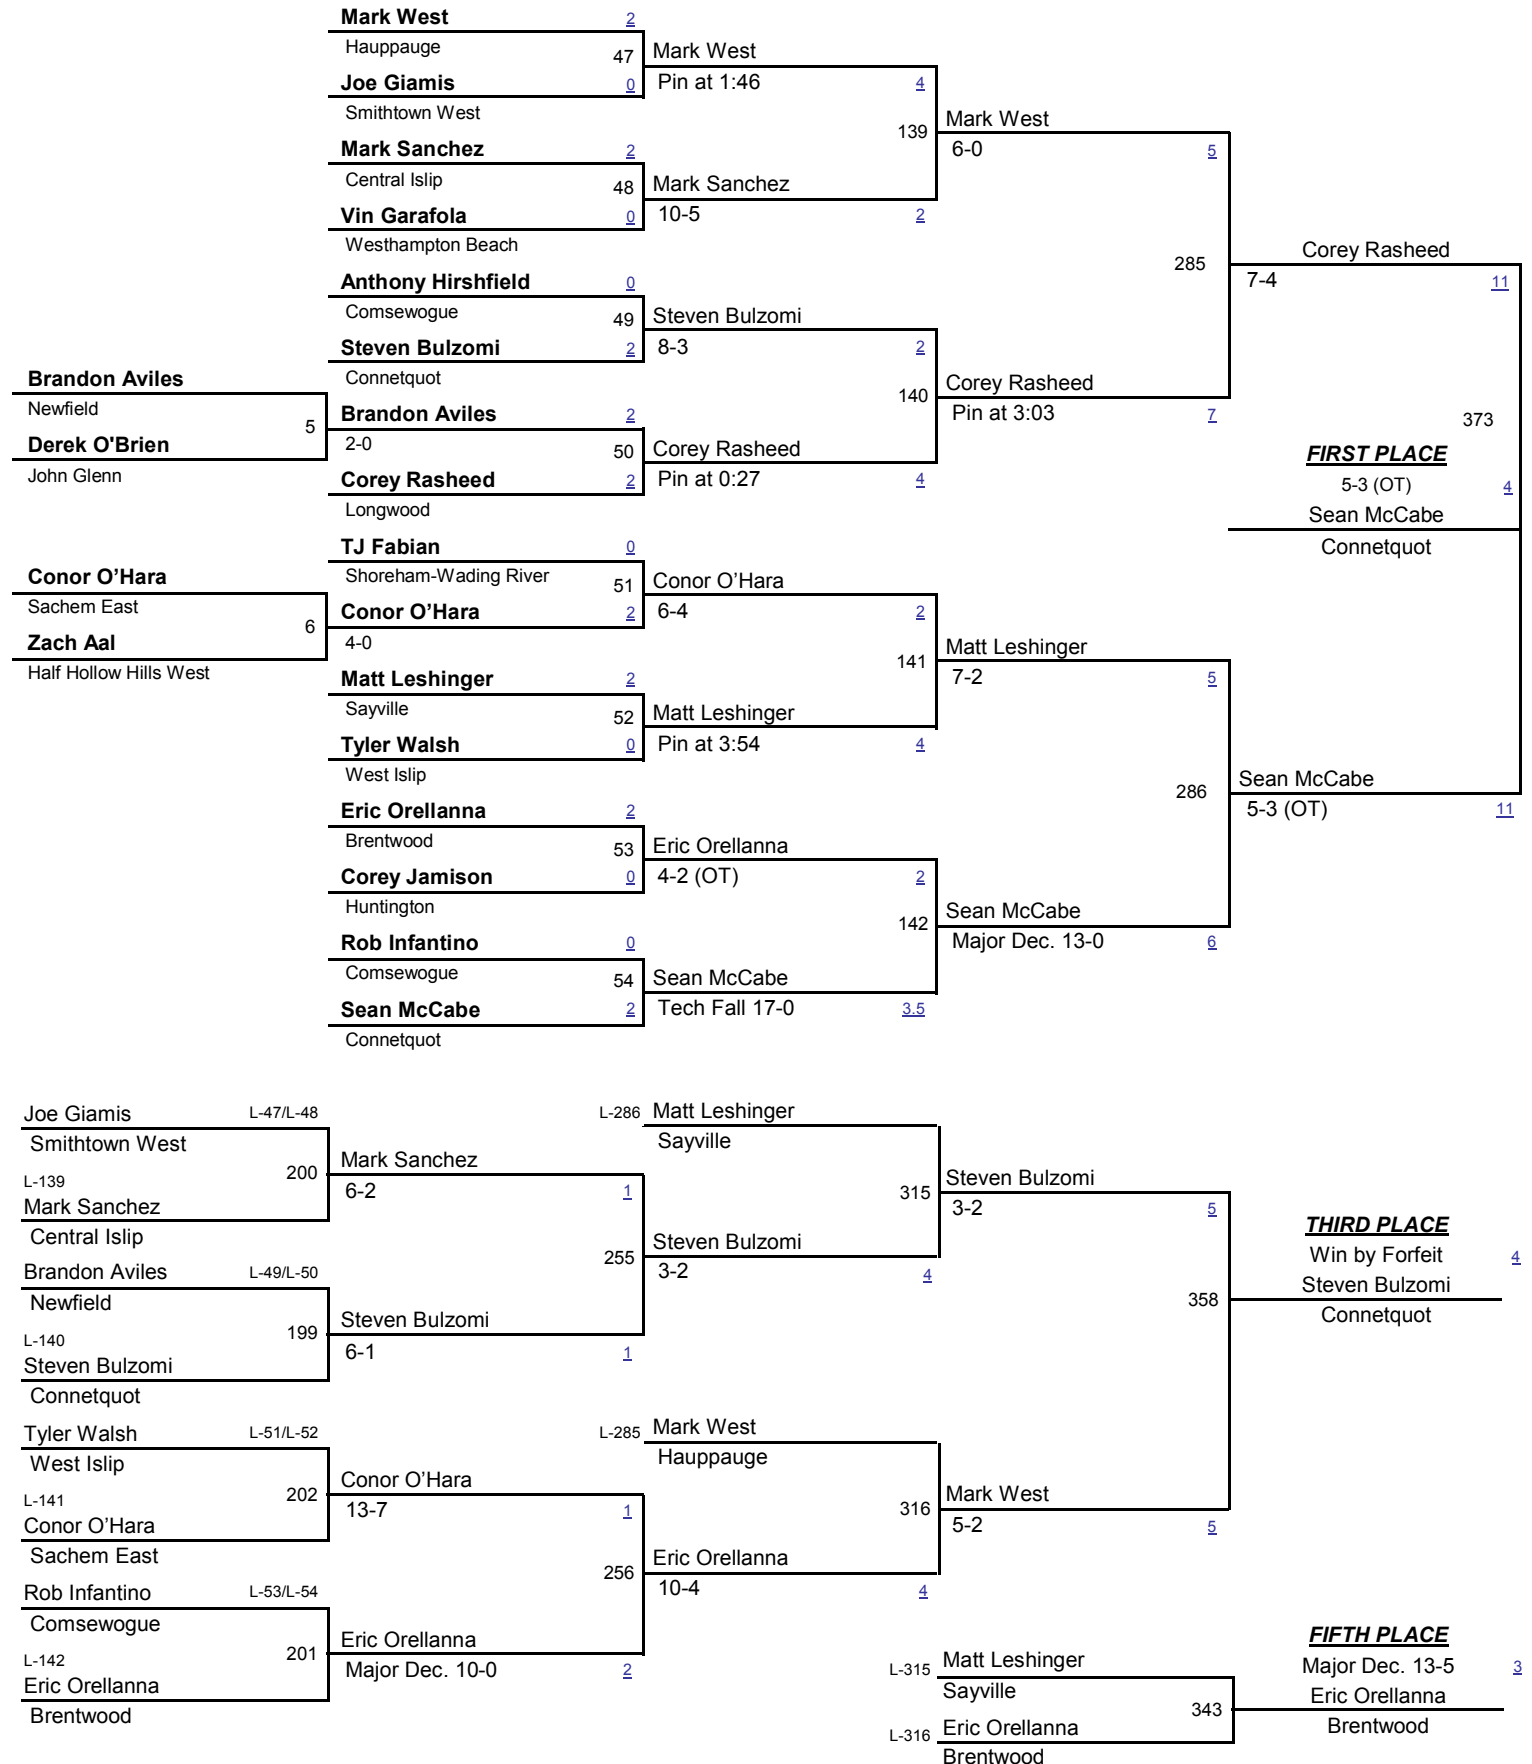 Mark West 2
Hauppauge
47 Mark West
Joe Giamis 0 Pin at 1:46 4
Smithtown West
139 Mark West
Mark Sanchez 2 6-0 5
Central Islip
48 Mark Sanchez
Vin Garafola 0 10-5 2
Westhampton Beach
285 Corey Rasheed
Anthony Hirshfield 0 7-4 11
Comsewogue
49 Steven Bulzomi
Steven Bulzomi 2 8-3 2
Brandon Aviles Connetquot
140 Corey Rasheed
Newfield 5 Brandon Aviles 2 Pin at 3:03 7
373
Derek O'Brien 2-0 50 Corey Rasheed
FIRST PLACE
John Glenn Corey Rasheed 2 Pin at 0:27 4
5-3 (OT) 4
Longwood
Sean McCabe
TJ Fabian 0
Connetquot
Conor O’Hara Shoreham-Wading River
51 Conor O’Hara
Sachem East 6 Conor O’Hara 2 6-4 2
Zach Aal 4-0
141 Matt Leshinger
Half Hollow Hills West Matt Leshinger 2 7-2 5
Sayville
52 Matt Leshinger
Tyler Walsh 0 Pin at 3:54 4
West Islip
286 Sean McCabe
Eric Orellanna 2 5-3 (OT) 11
Brentwood
53 Eric Orellanna
Corey Jamison 0 4-2 (OT) 2
Huntington
142 Sean McCabe
Rob Infantino 0 Major Dec. 13-0 6
Comsewogue
54 Sean McCabe
Sean McCabe 2 Tech Fall 17-0 3.5
Connetquot
Joe Giamis L-47/L-48 L-286 Matt Leshinger
Smithtown West Sayville
200 Mark Sanchez
L-139 6-2 1 315 Steven Bulzomi
Mark Sanchez 3-2 5
Central Islip
THIRD PLACE
255 Steven Bulzomi Win by Forfeit 4
Brandon Aviles L-49/L-50 3-2 4 Steven Bulzomi
Newfield 358 Connetquot
199 Steven Bulzomi
L-140 6-1 1
Steven Bulzomi
Connetquot
Tyler Walsh L-51/L-52 L-285 Mark West
West Islip Hauppauge
202 Conor O’Hara
L-141 13-7 1 316 Mark West
Conor O’Hara 5-2 5
Sachem East
256 Eric Orellanna
Rob Infantino L-53/L-54 10-4 4
Comsewogue
201 Eric Orellanna FIFTH PLACE
L-142 Major Dec. 10-0 2 L-315 Matt Leshinger Major Dec. 13-5 3
Eric Orellanna Sayville Eric Orellanna
Brentwood 343 Brentwood
L-316 Eric Orellanna
Brentwood